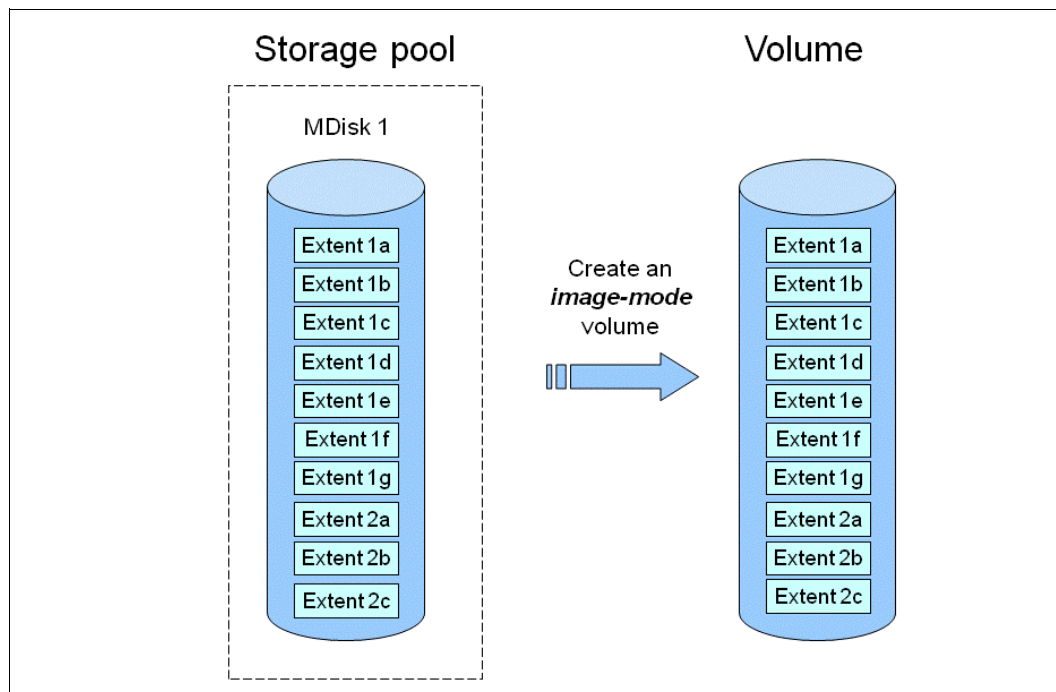 Storage pool
Volume
MDisk 1
Extent 1a
Extent 1b
Extent 1c
Extent 1d
Extent 1e
Extent 1f
Extent 1g
Extent 2a
Extent 2b
Extent 2c
Create an
image-mode
volume
Extent 1a
Extent 1b
Extent 1c
Extent 1d
Extent 1e
Extent 1f
Extent 1g
Extent 2a
Extent 2b
Extent 2c